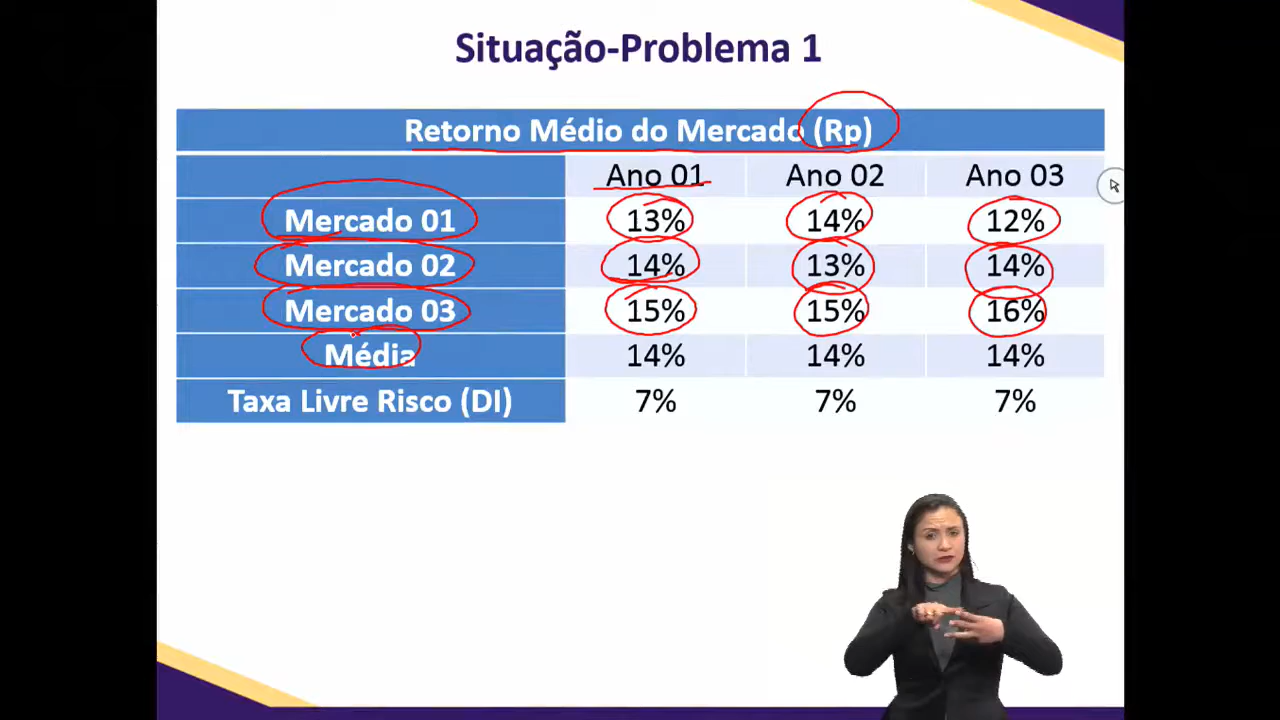 Situação-Problema 1
Retorno Médio do Mercado (Rp)
Ano 01 Ano 02 Ano 03
Mercado 01 13% 14% 12%
Mercado 02 14% 13% 14%
Mercado 03 15% 15% 16%
Média 14% 14% 14%
Taxa Livre Risco (DI) 7% 7% 7%